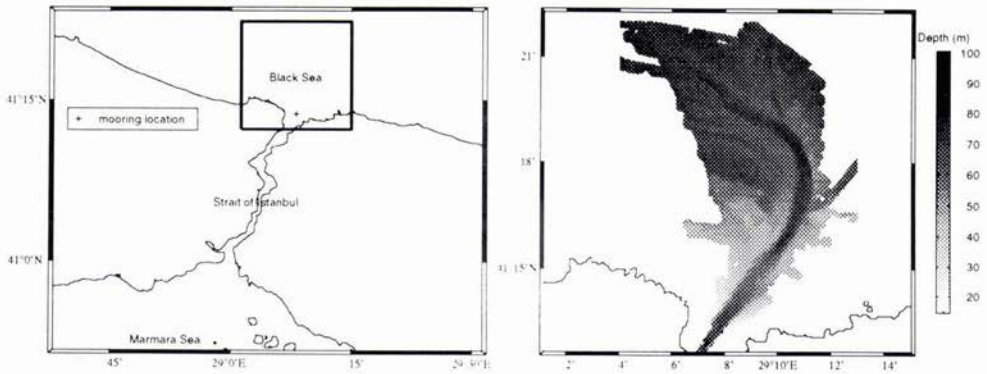 Black Sea
41°15'N
+ mooring location
Strait of Istanbul
41°0'N
Marmara Sea
45'
29°0'E
15'
29°30'E
Depth (m)
21'
18'
41°15'N
100
90
80
70
60
50
40
30
20
2'
4'
6'
8'
29°10'E
12'
14'